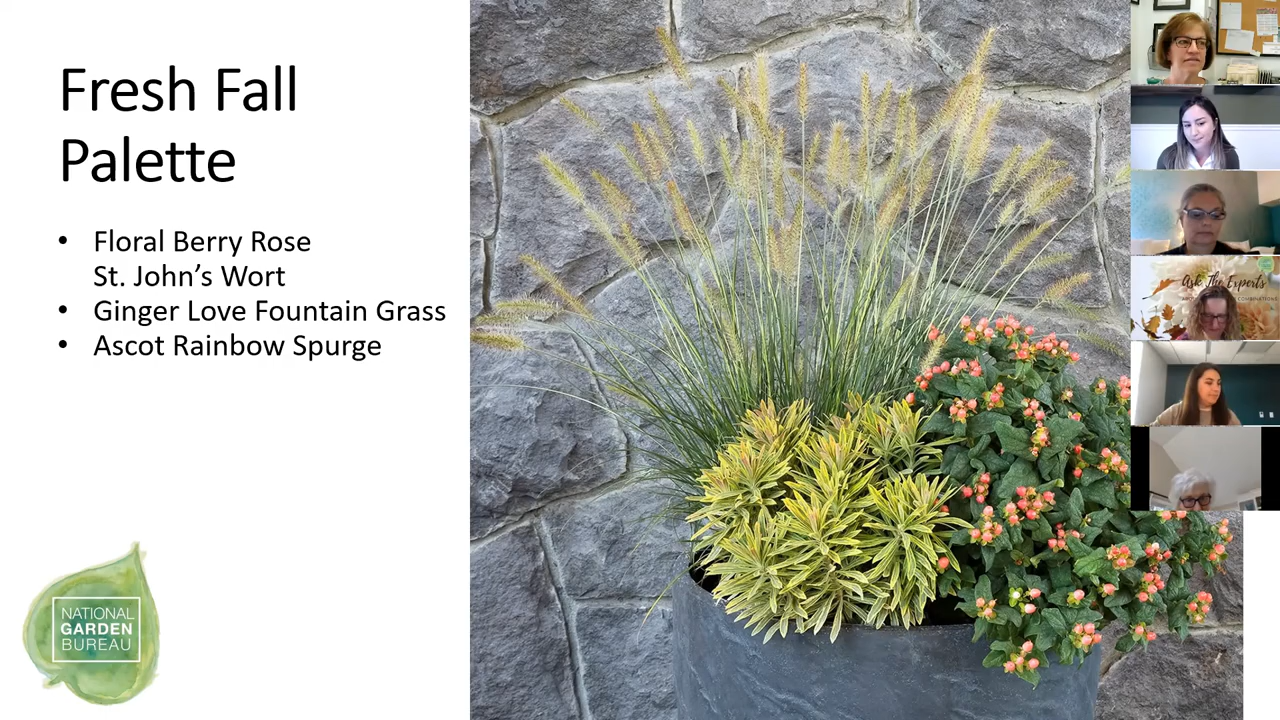 Fresh Fall
Palette
• Floral Berry Rose
St. John's Wort
• Ginger Love Fountain Grass
• Ascot Rainbow Spurge
NATIONAL
GARDEN
BUREAU
Ask The Experts
COMBINATIONS